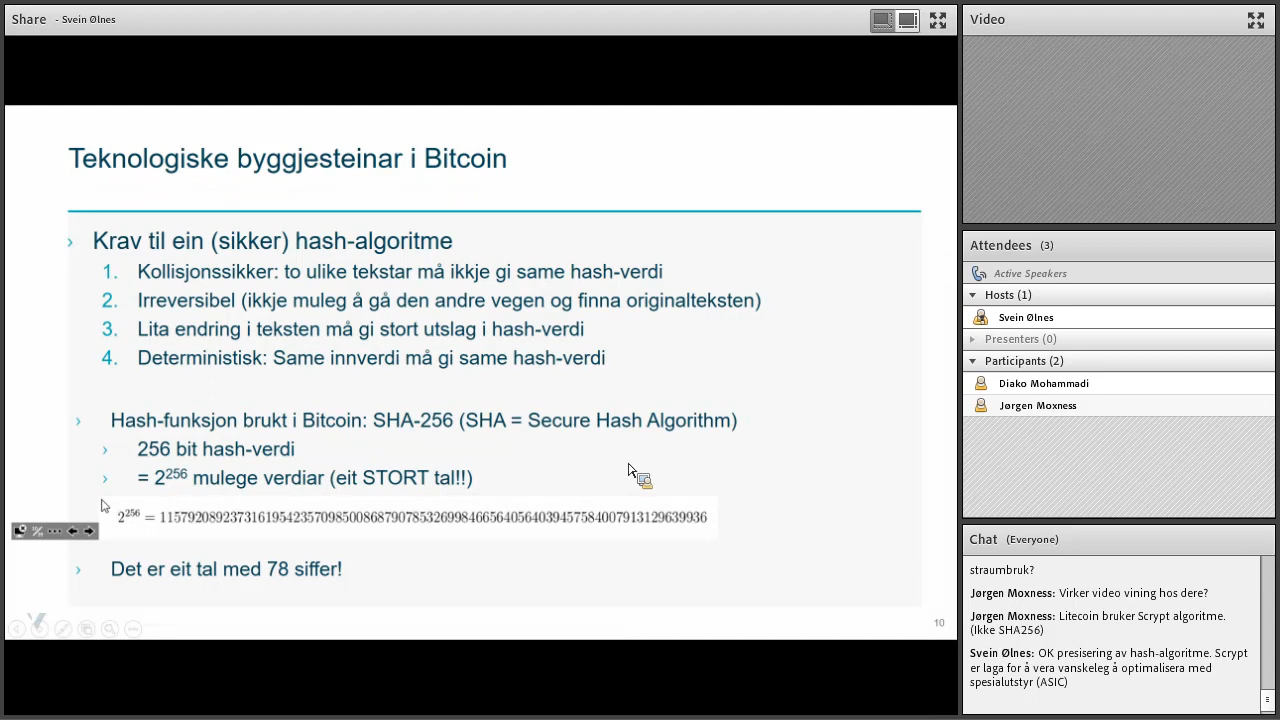 Share - Svein Ølnes
Teknologiske byggjesteinar i Bitcoin
› Krav til ein (sikker) hash-algoritme
1. Kollisjonssikker: to ulike tekstar må ikkje gi same hash-verdi
2. Irreversibel (ikkje muleg å gå den andre vegen og finna originalteksten)
3. Lita endring i teksten må gi stort utslag i hash-verdi
4. Deterministisk: Same innverdi må gi same hash-verdi
› Hash-funksjon brukt i Bitcoin: SHA-256 (SHA = Secure Hash Algorithm)
› 256 bit hash-verdi
› = 2²⁵⁶ mulege verdiar (eit STORT tal!!)
2²⁵⁶ = 115792089237316195423570985008687907853269984665640564039457584007913129639936
› Det er eit tal med 78 siffer!
10
Video
Attendees (3)
Active Speakers
Hosts (1)
Svein Ølnes
Presenters (0)
Participants (2)
Diako Mohammadi
Jørgen Moxness
Chat (Everyone)
straumbruk?
Jørgen Moxness: Virker video vining hos dere?
Jørgen Moxness: Litecoin bruker Scrypt algoritme.
(Ikke SHA256)
Svein Ølnes: OK presisering av hash-algoritme. Scrypt
er laga for å vera vanskeleg å optimalisera med
spesialutstyr (ASIC)